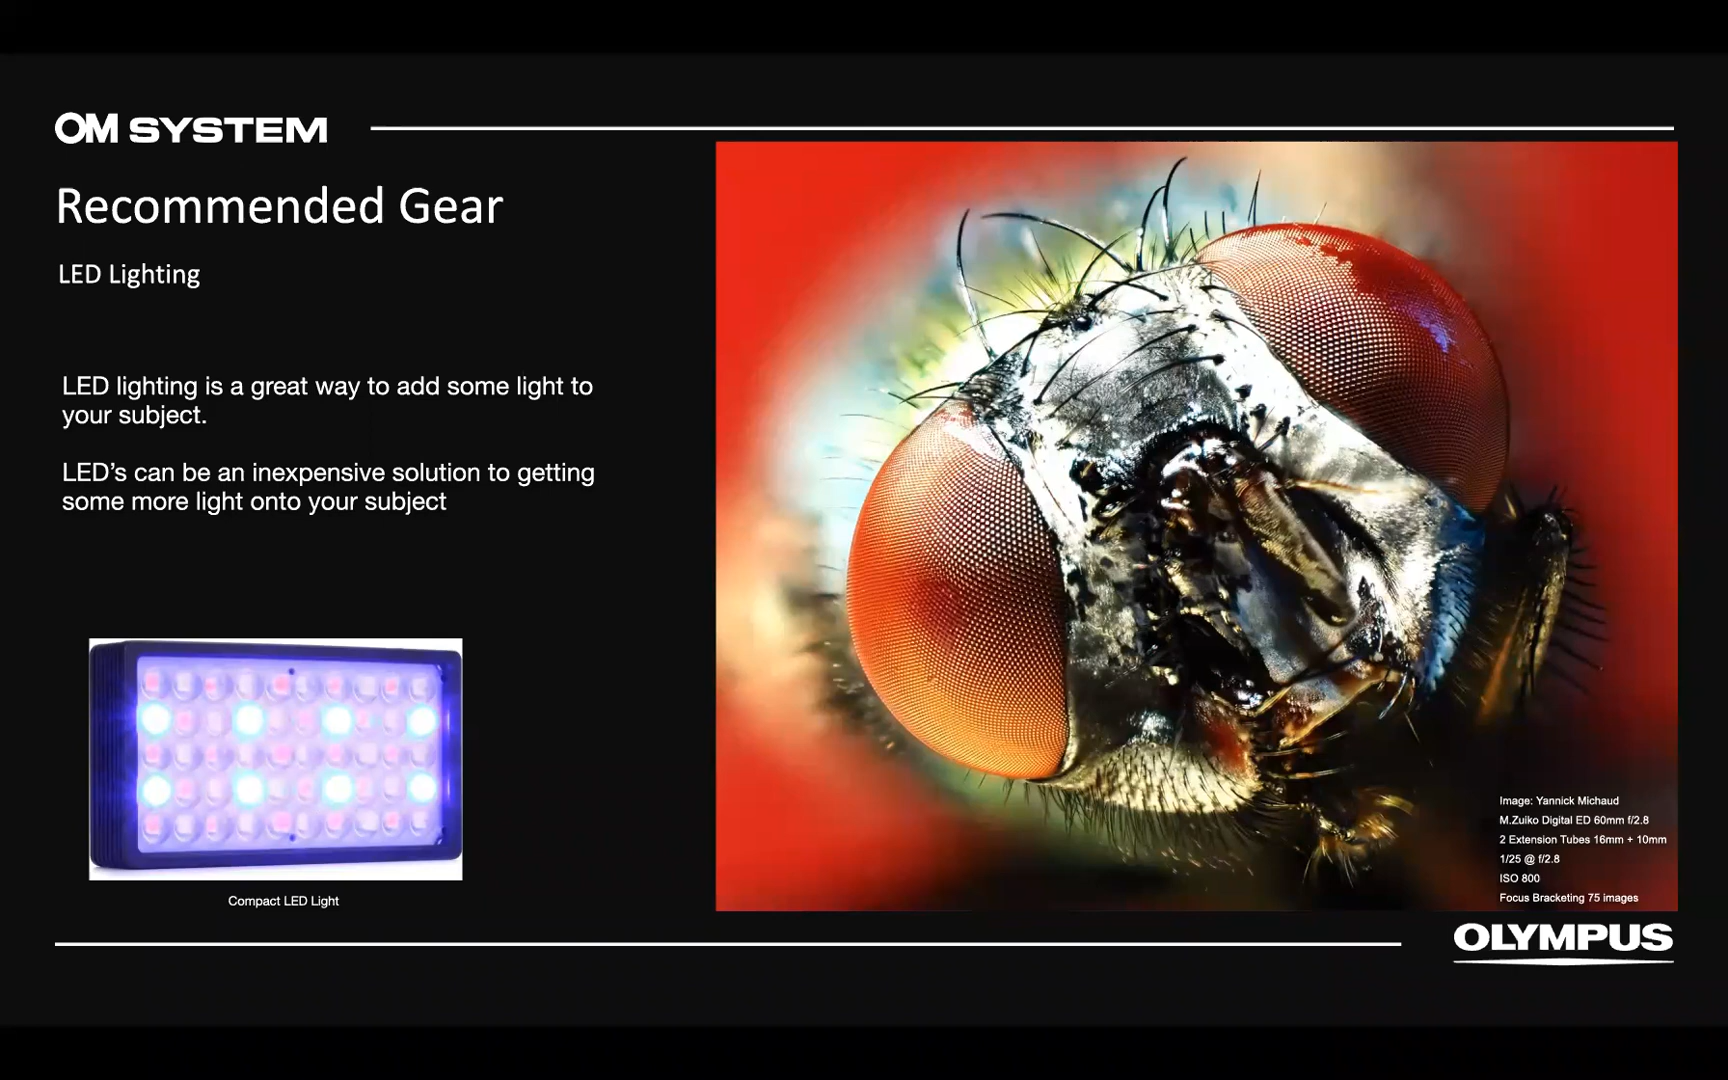 OM SYSTEM
Recommended Gear
LED Lighting
LED lighting is a great way to add some light to
your subject.
LED’s can be an inexpensive solution to getting
some more light onto your subject
Compact LED Light
Image: Yannick Michaud
M.Zuiko Digital ED 60mm f/2.8
2 Extension Tubes 16mm + 10mm
1/25 @ f/2.8
ISO 800
Focus Bracketing 75 images
OLYMPUS